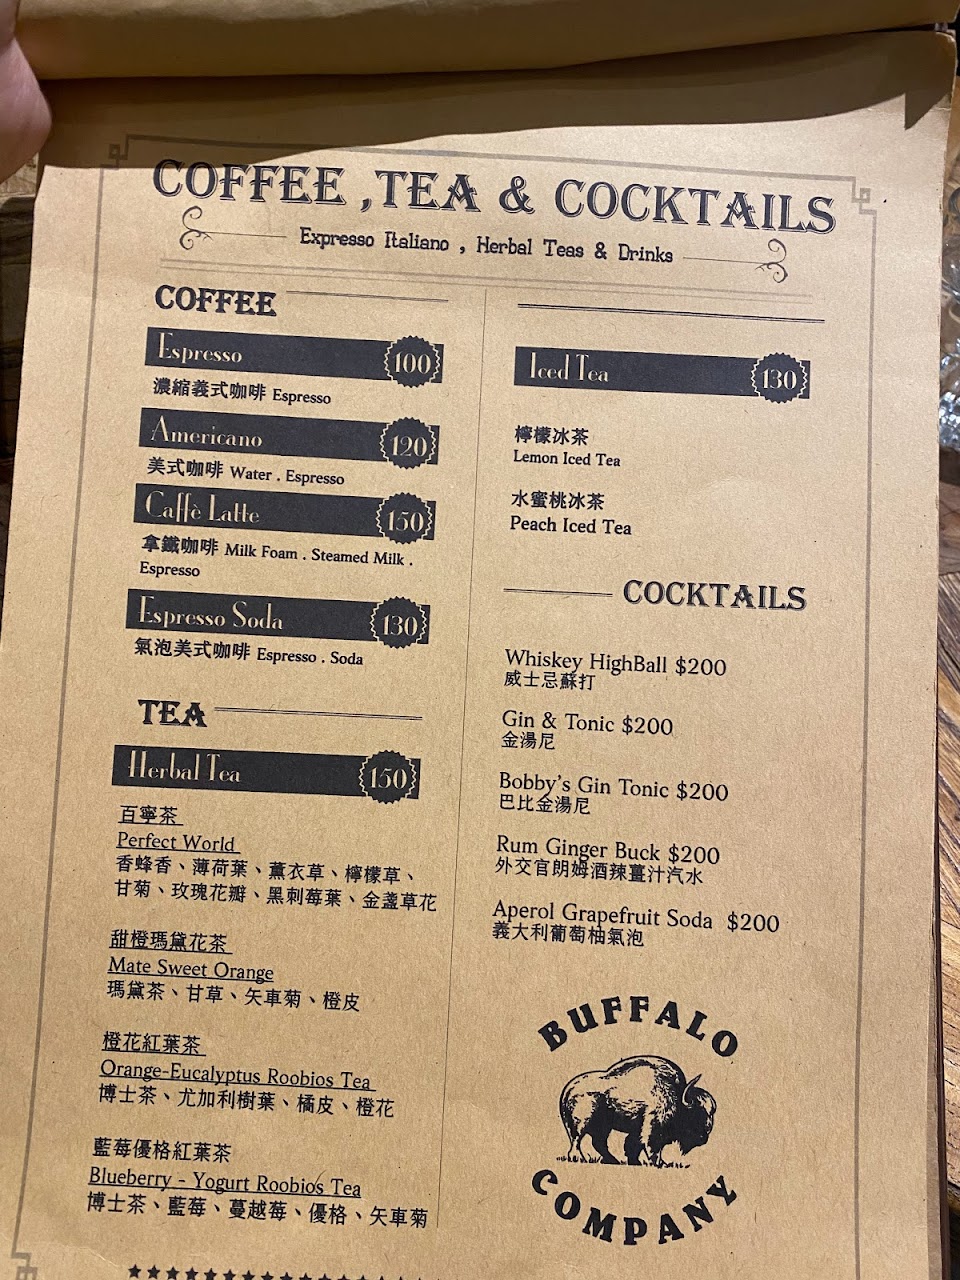 COFFEE ,TEA & COCKTAILS
Expresso Italiano , Herbal Teas & Drinks
COFFEE
Espresso 100
濃縮義式咖啡 Espresso
Americano 120
美式咖啡 Water . Espresso
Caffè Latte 150
拿鐵咖啡 Milk Foam . Steamed Milk .
Espresso
Espresso Soda 130
氣泡美式咖啡 Espresso . Soda
TEA
Herbal Tea 150
百寧茶
Perfect World
香蜂香、薄荷葉、薰衣草、檸檬草、
甘菊、玫瑰花瓣、黑刺莓葉、金盞草花
甜橙瑪黛花茶
Mate Sweet Orange
瑪黛茶、甘草、矢車菊、橙皮
橙花紅葉茶
Orange-Eucalyptus Roobios Tea
博士茶、尤加利樹葉、橘皮、橙花
藍莓優格紅葉茶
Blueberry - Yogurt Roobios Tea
博士茶、藍莓、蔓越莓、優格、矢車菊
Iced Tea 130
檸檬冰茶
Lemon Iced Tea
水蜜桃冰茶
Peach Iced Tea
COCKTAILS
Whiskey HighBall $200
威士忌蘇打
Gin & Tonic $200
金湯尼
Bobby's Gin Tonic $200
巴比金湯尼
Rum Ginger Buck $200
外交官朗姆酒辣薑汁汽水
Aperol Grapefruit Soda $200
義大利葡萄柚氣泡
BUFFALO
COMPANY